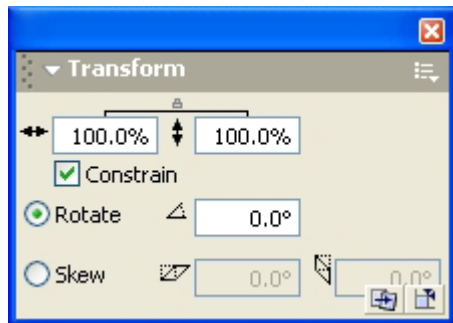 Transform
100.0% 100.0%
Constrain
Rotate 0.0°
Skew 0.0° 0.0°